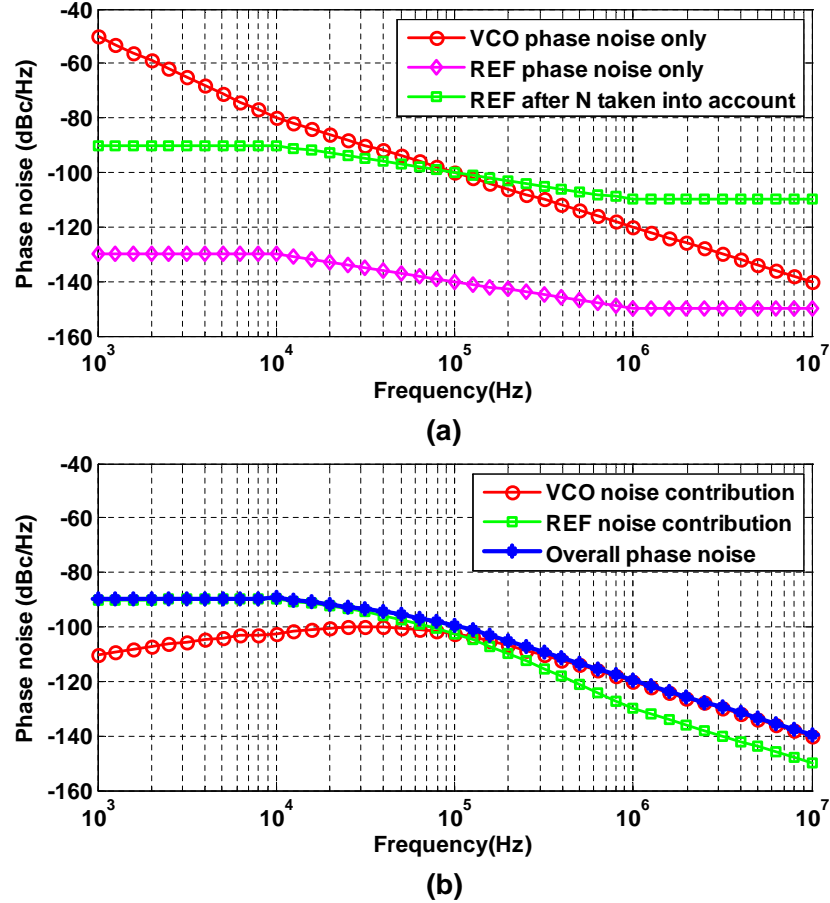 -40
-60
-80
-100
-120
-140
-160
Phase noise (dBc/Hz)
VCO phase noise only
REF phase noise only
REF after N taken into account
10^3
10^4
10^5
10^6
10^7
Frequency(Hz)
(a)
-40
-60
-80
-100
-120
-140
-160
Phase noise (dBc/Hz)
VCO noise contribution
REF noise contribution
Overall phase noise
10^3
10^4
10^5
10^6
10^7
Frequency(Hz)
(b)